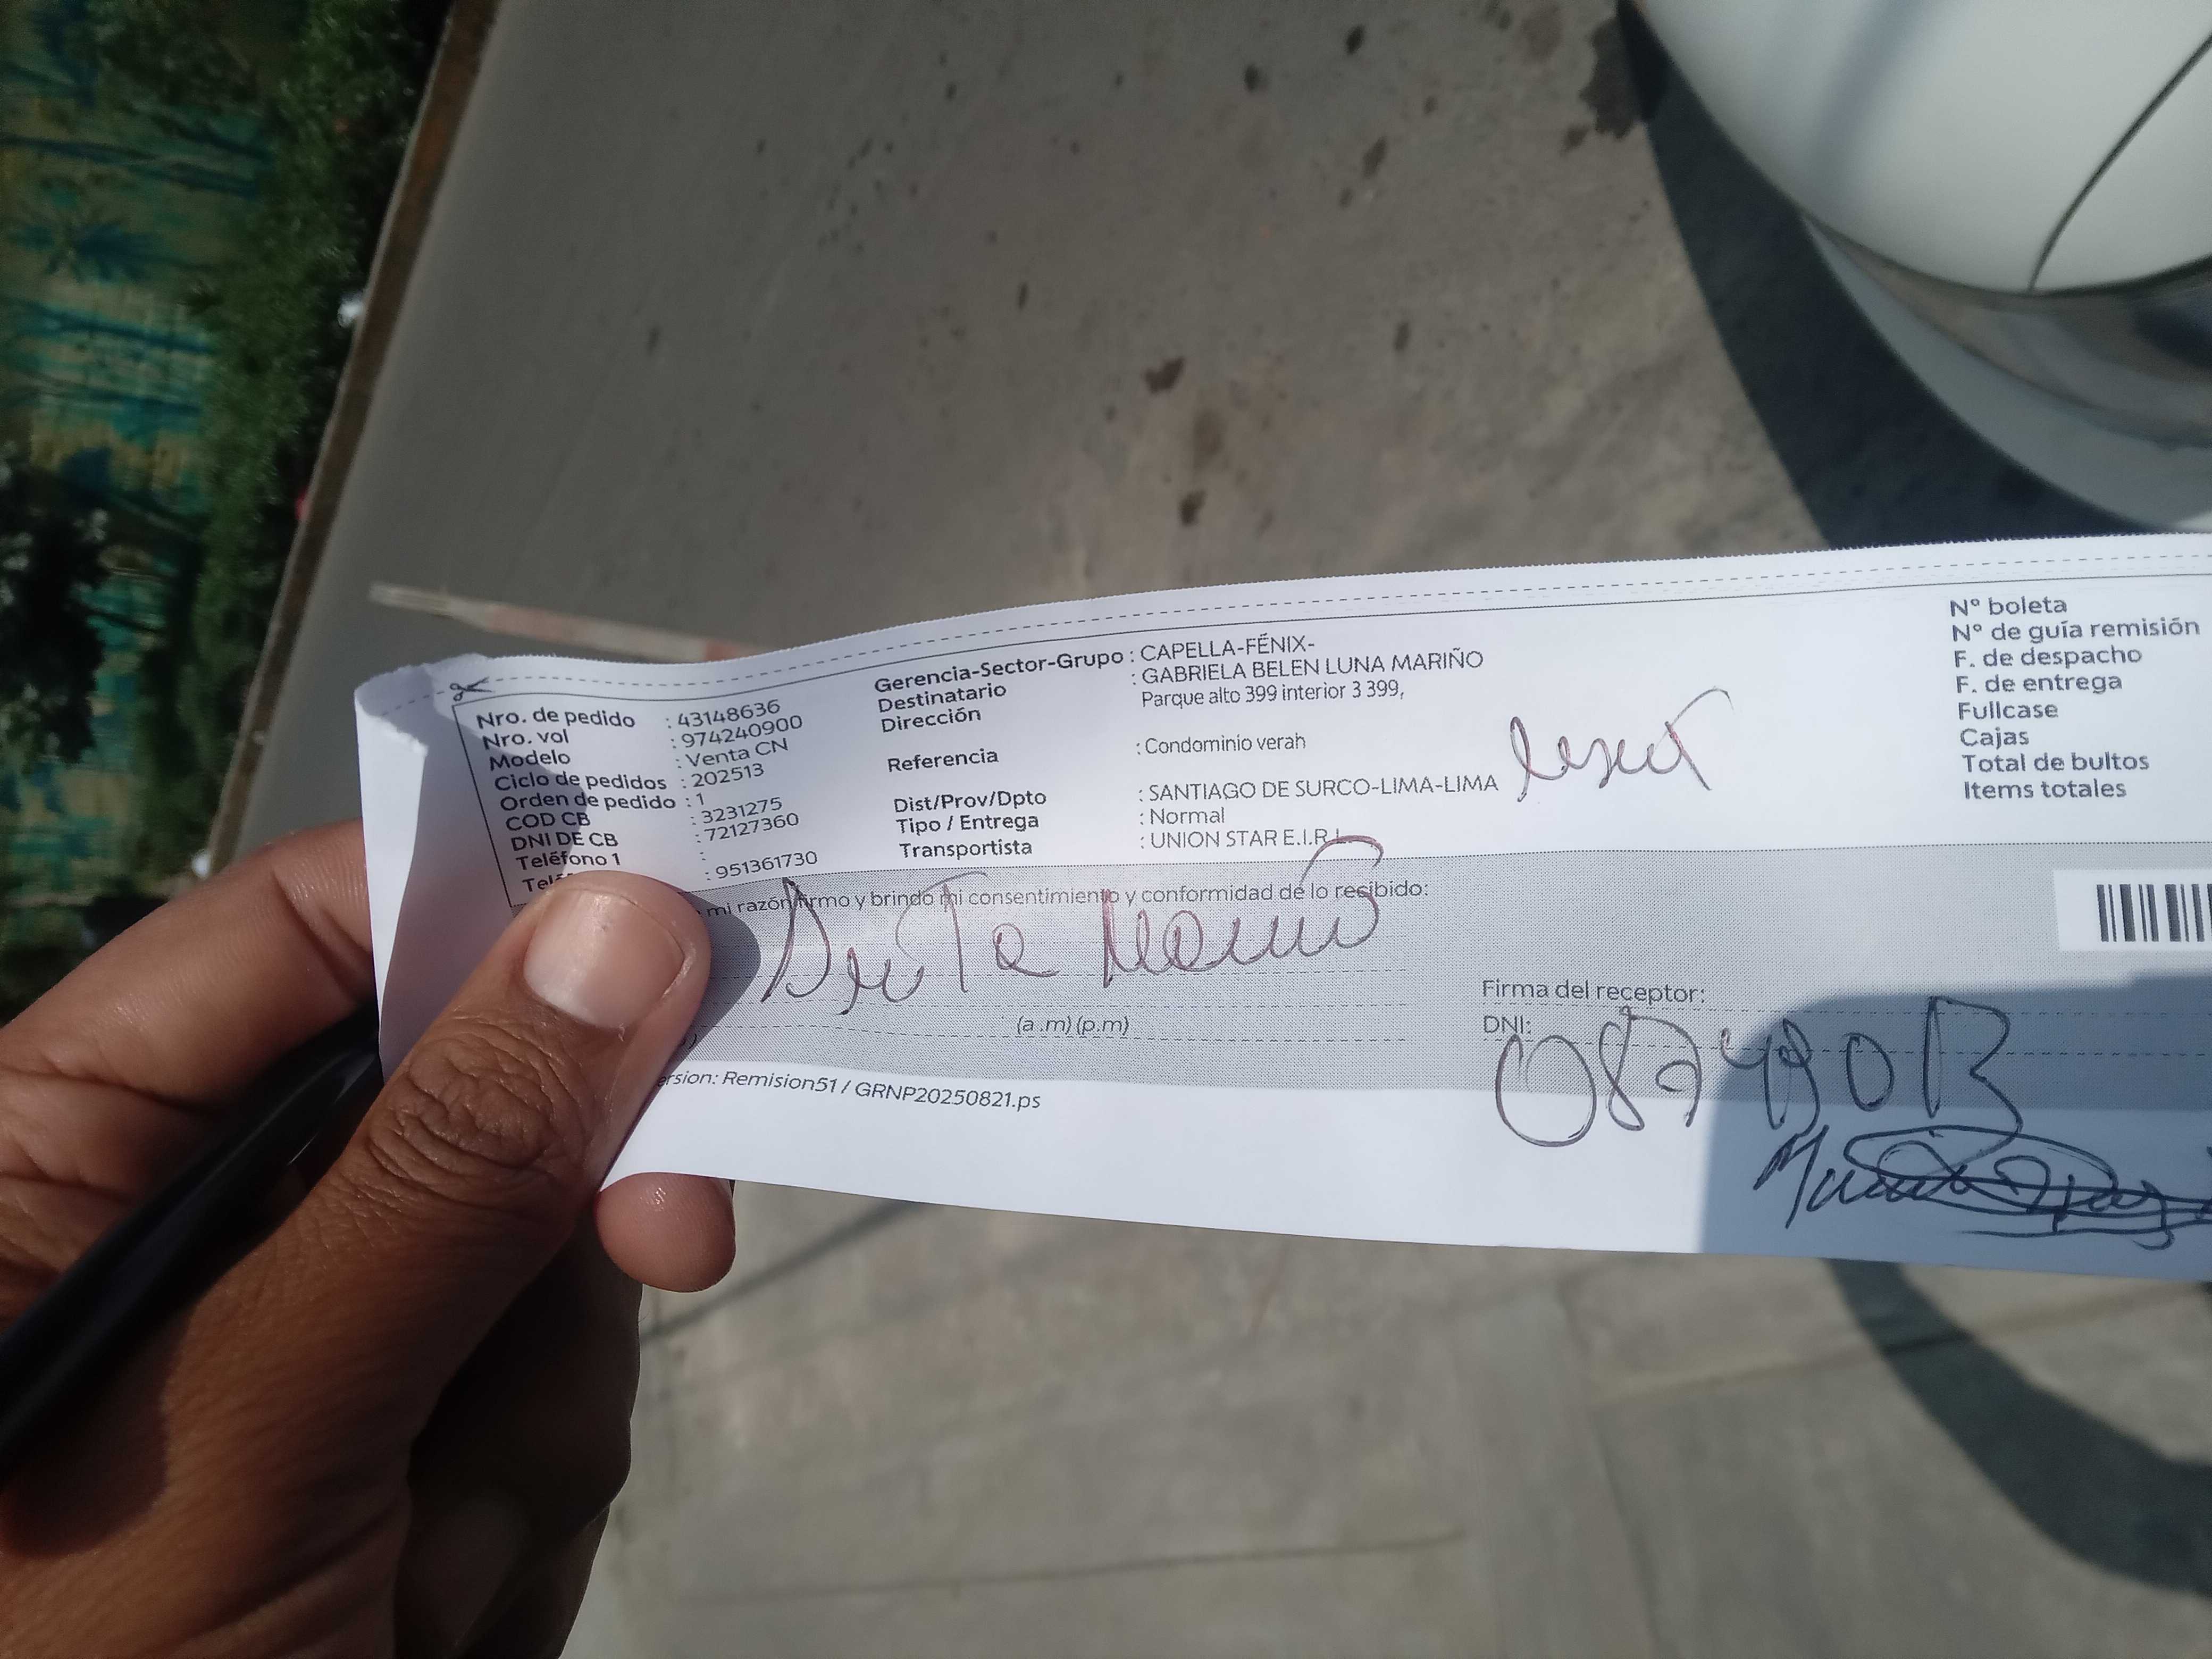 Nro. de pedido : 43148636
Nro. vol : 974240900
Modelo : Venta CN
Ciclo de pedidos : 202513
Orden de pedido : 1
COD CB : 3231275
DNI DE CB : 72127360
Teléfono 1 :
: 951361730
Gerencia-Sector-Grupo : CAPELLA-FÉNIX-
Destinatario : GABRIELA BELEN LUNA MARIÑO
Dirección Parque alto 399 interior 3 399,
Referencia : Condominio verah
Dist/Prov/Dpto : SANTIAGO DE SURCO-LIMA-LIMA
Tipo / Entrega : Normal
Transportista : UNION STAR E.I.R.L
N° boleta
N° de guía remisión
F. de despacho
F. de entrega
Fullcase
Cajas
Total de bultos
Items totales
mi razón firmo y brindo mi consentimiento y conformidad de lo recibido:
(a .m) (p.m)
Firma del receptor:
DNI:
Remision51 / GRNP20250821.ps